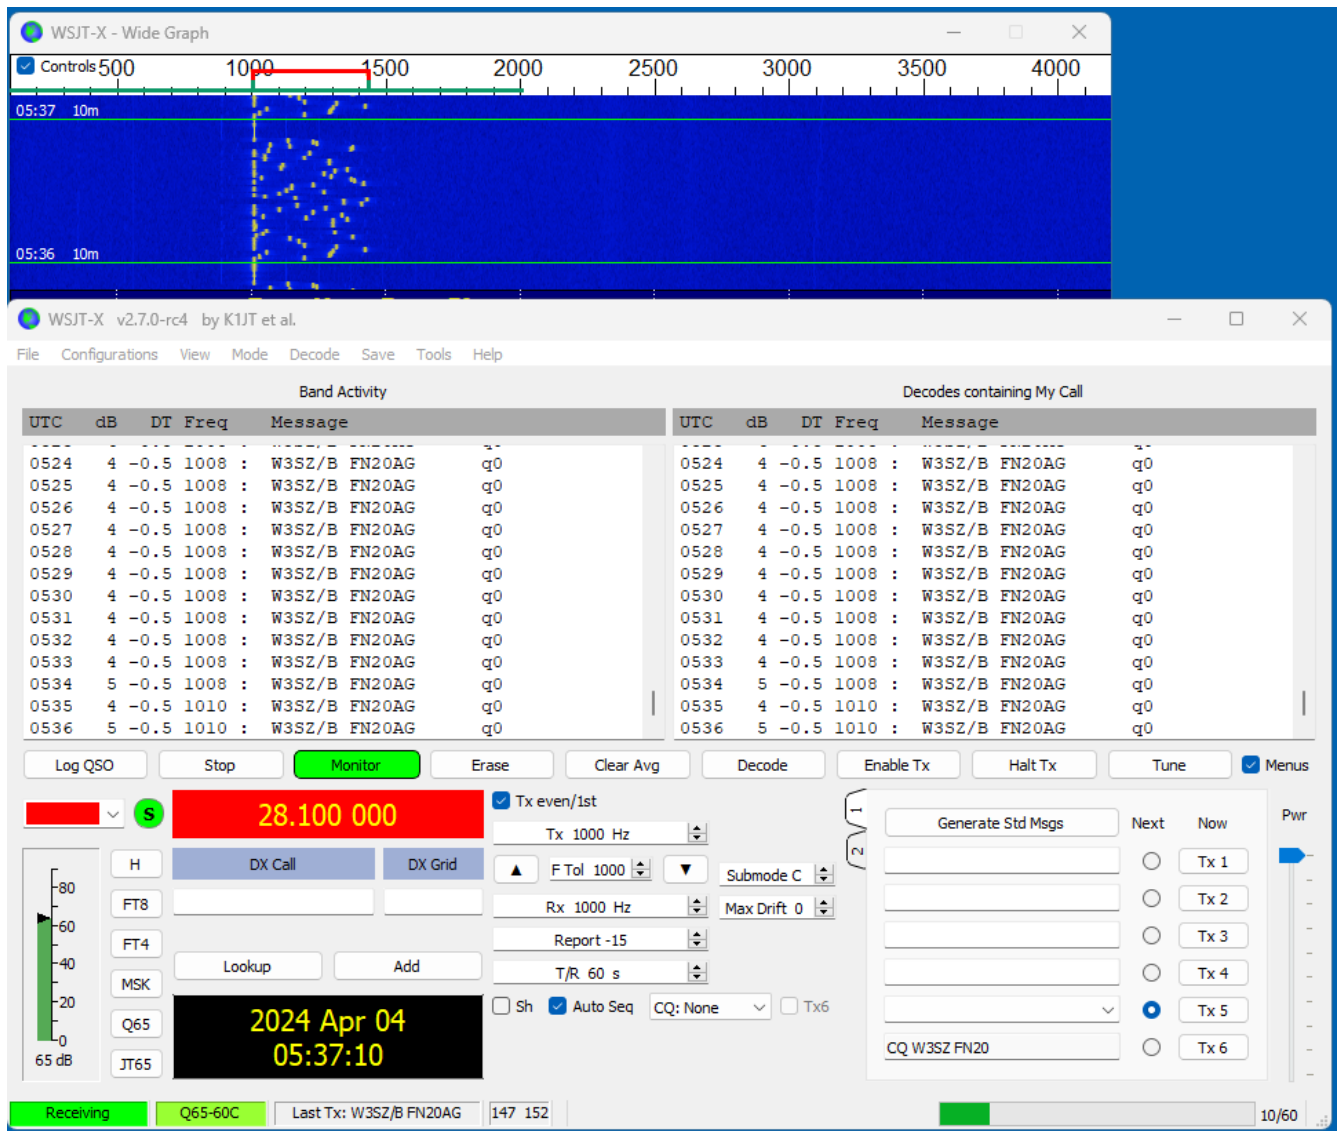 WSJT-X - Wide Graph
Controls 500 1000 1500 2000 2500 3000 3500 4000
05:37 10m
05:36 10m
WSJT-X v2.7.0-rc4 by K1JT et al.
File Configurations View Mode Decode Save Tools Help
Band Activity Decodes containing My Call
UTC dB DT Freq Message UTC dB DT Freq Message
0524 4 -0.5 1008 : W3SZ/B FN20AG q0 0524 4 -0.5 1008 : W3SZ/B FN20AG q0
0525 4 -0.5 1008 : W3SZ/B FN20AG q0 0525 4 -0.5 1008 : W3SZ/B FN20AG q0
0526 4 -0.5 1008 : W3SZ/B FN20AG q0 0526 4 -0.5 1008 : W3SZ/B FN20AG q0
0527 4 -0.5 1008 : W3SZ/B FN20AG q0 0527 4 -0.5 1008 : W3SZ/B FN20AG q0
0528 4 -0.5 1008 : W3SZ/B FN20AG q0 0528 4 -0.5 1008 : W3SZ/B FN20AG q0
0529 4 -0.5 1008 : W3SZ/B FN20AG q0 0529 4 -0.5 1008 : W3SZ/B FN20AG q0
0530 4 -0.5 1008 : W3SZ/B FN20AG q0 0530 4 -0.5 1008 : W3SZ/B FN20AG q0
0531 4 -0.5 1008 : W3SZ/B FN20AG q0 0531 4 -0.5 1008 : W3SZ/B FN20AG q0
0532 4 -0.5 1008 : W3SZ/B FN20AG q0 0532 4 -0.5 1008 : W3SZ/B FN20AG q0
0533 4 -0.5 1008 : W3SZ/B FN20AG q0 0533 4 -0.5 1008 : W3SZ/B FN20AG q0
0534 5 -0.5 1008 : W3SZ/B FN20AG q0 0534 5 -0.5 1008 : W3SZ/B FN20AG q0
0535 4 -0.5 1010 : W3SZ/B FN20AG q0 0535 4 -0.5 1010 : W3SZ/B FN20AG q0
0536 5 -0.5 1010 : W3SZ/B FN20AG q0 0536 5 -0.5 1010 : W3SZ/B FN20AG q0
Log QSO Stop Monitor Erase Clear Avg Decode Enable Tx Halt Tx Tune Menus
S 28.100 000 Tx even/1st 1 Generate Std Msgs Next Now Pwr
Tx 1000 Hz 2
H DX Call DX Grid F Tol 1000 Submode C Tx 1
-80 FT8 Rx 1000 Hz Max Drift 0 Tx 2
-60 FT4 Report -15 Tx 3
-40 MSK Lookup Add T/R 60 s Tx 4
-20 Q65 2024 Apr 04 Sh Auto Seq CQ: None Tx6 Tx 5
-0 JT65 05:37:10 CQ W3SZ FN20 Tx 6
65 dB
Receiving Q65-60C Last Tx: W3SZ/B FN20AG 147 152 10/60